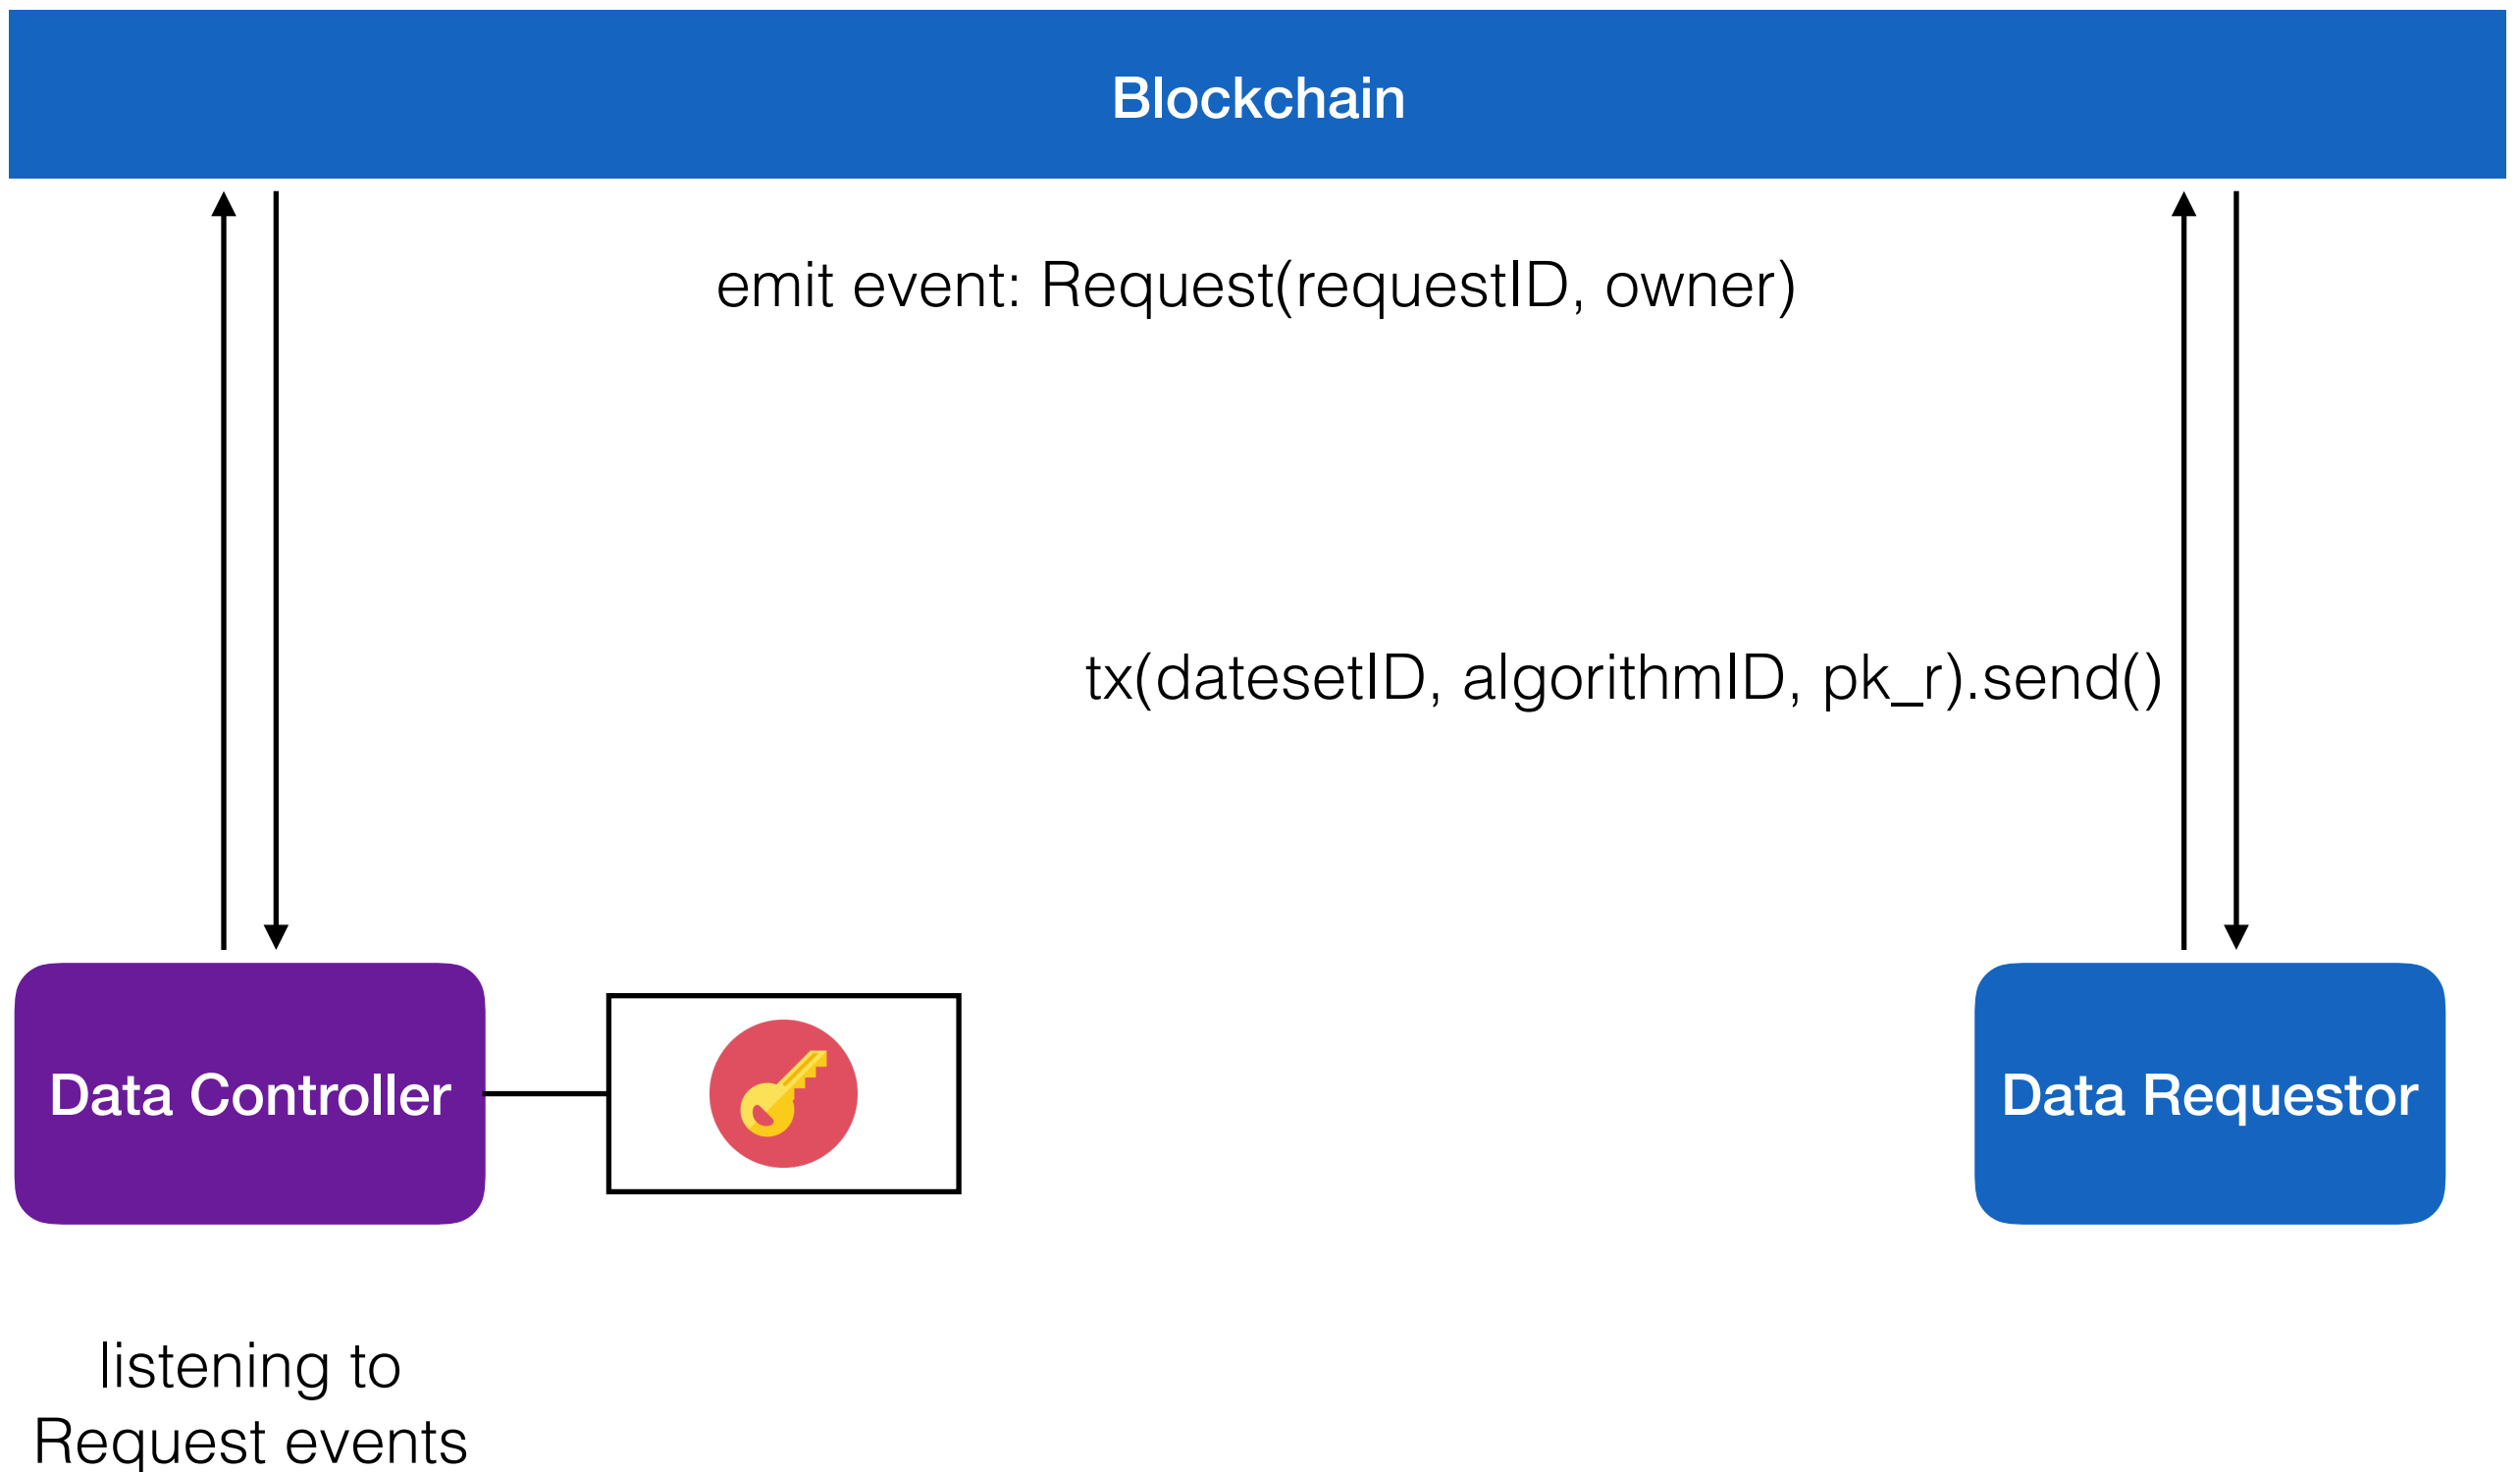 Blockchain
emit event: Request(requestID, owner)
tx(datesetID, algorithmID, pk_r).send()
Data Controller
Data Requestor
listening to
Request events